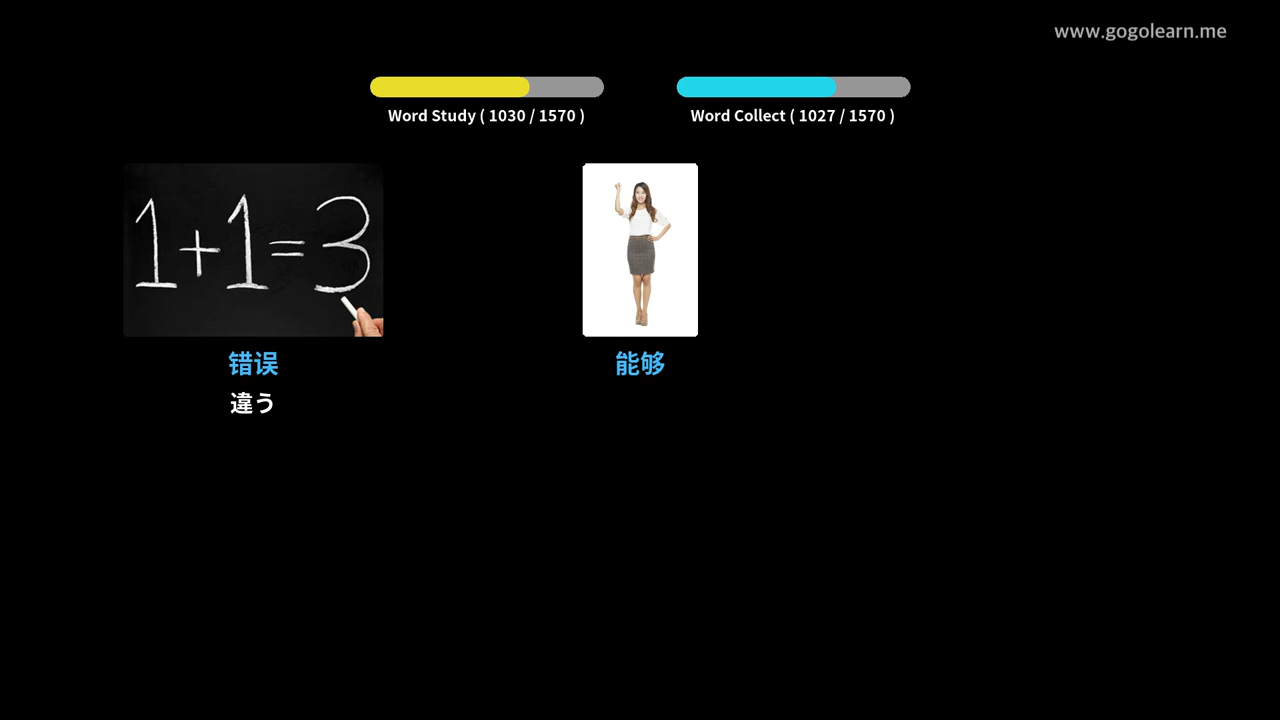 www.gogolearn.me
Word Study ( 1030 / 1570 )
Word Collect ( 1027 / 1570 )
1+1=3
错误
能够
違う